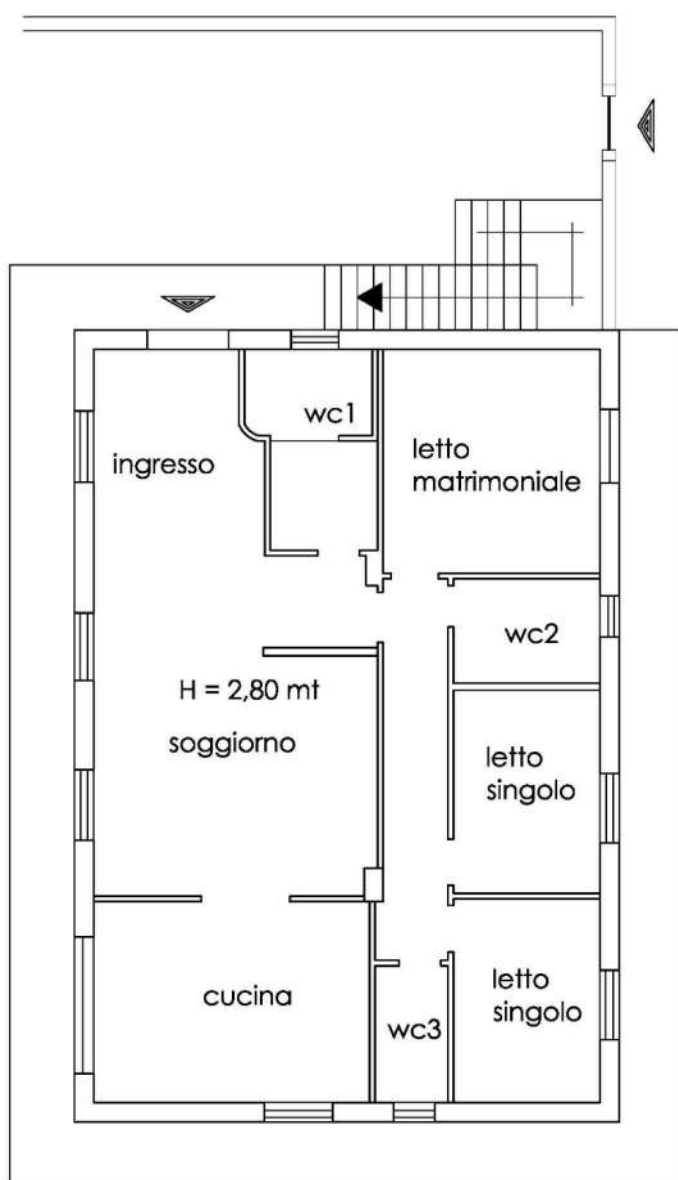 wc1
ingresso
letto
matrimoniale
wc2
H = 2,80 mt
soggiorno
letto
singolo
cucina
letto
singolo
wc3